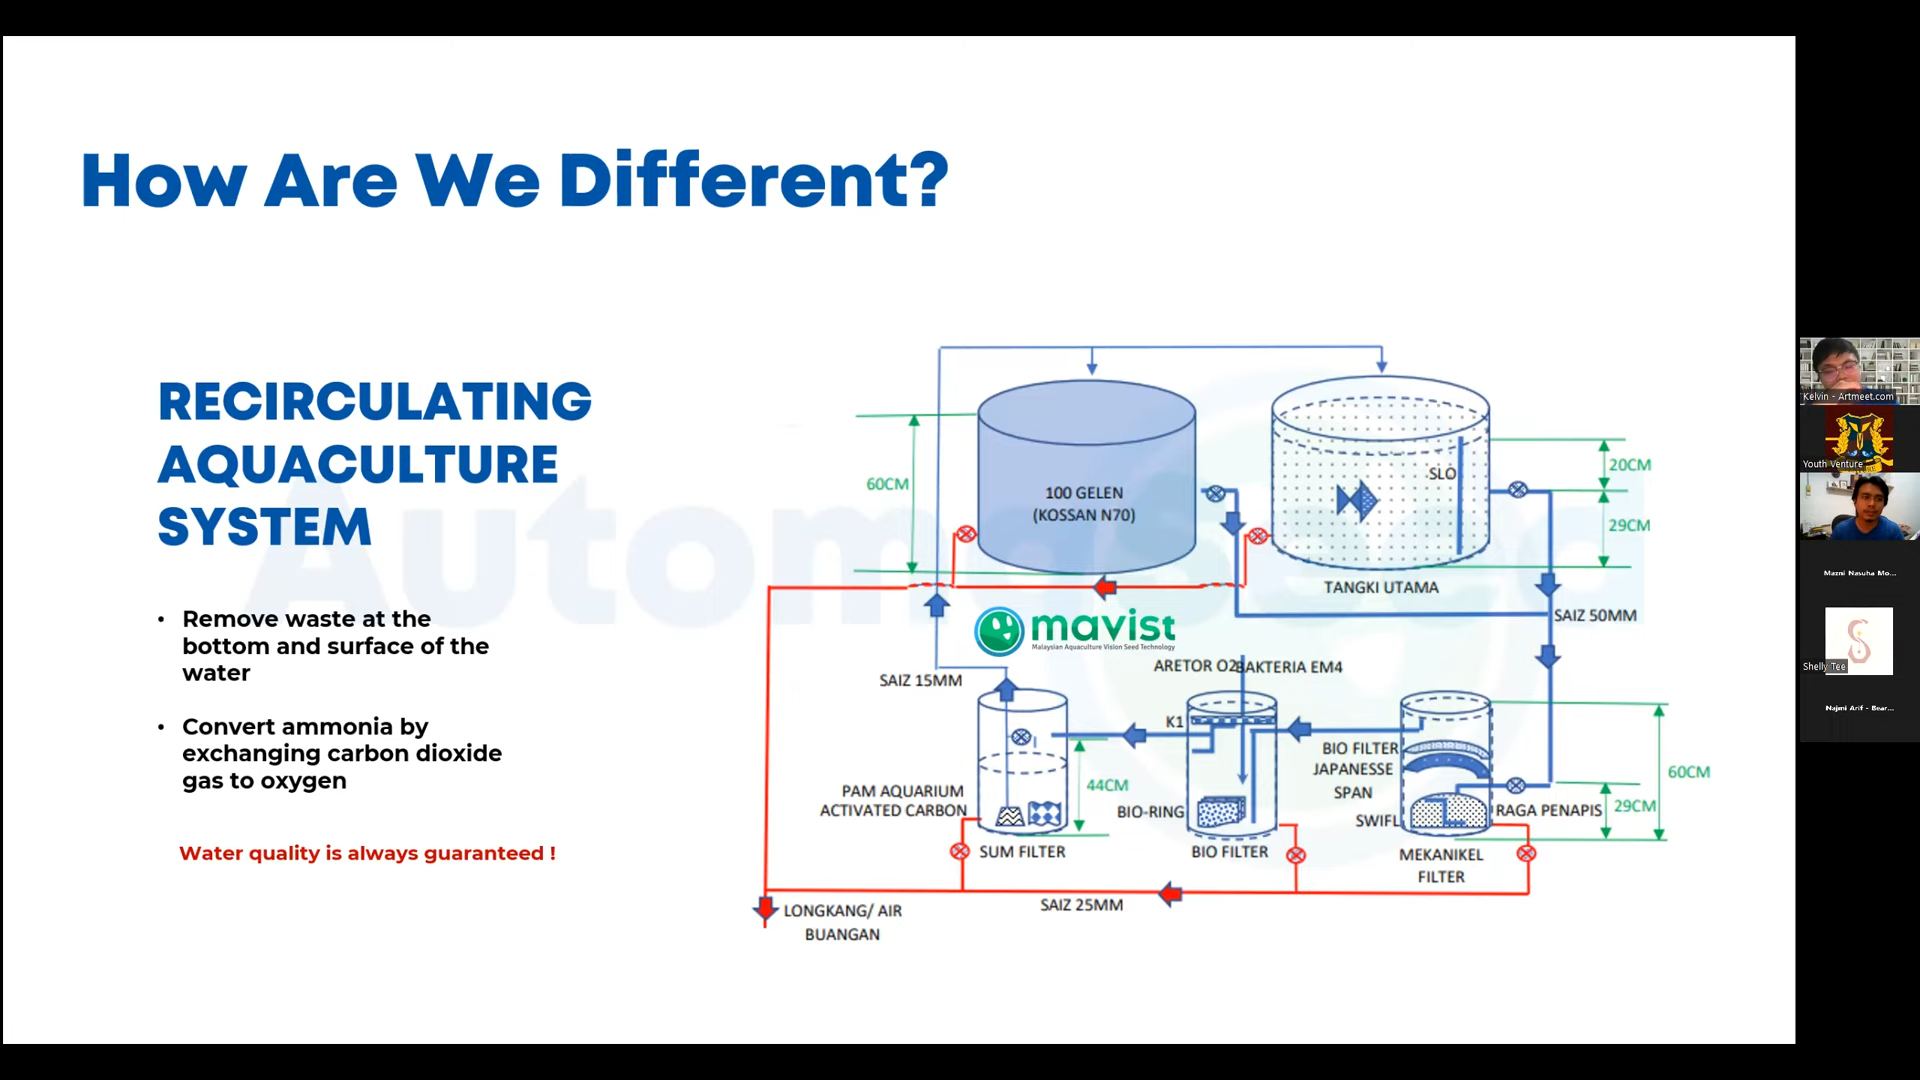 How Are We Different?
RECIRCULATING
AQUACULTURE
SYSTEM
• Remove waste at the
bottom and surface of the
water
• Convert ammonia by
exchanging carbon dioxide
gas to oxygen
Water quality is always guaranteed !
Automa eed
60CM
100 GELEN
(KOSSAN N70)
SLO
20CM
29CM
TANGKI UTAMA
SAIZ 50MM
mavist
Malaysian Aquaculture Vision Seed Technology
SAIZ 15MM
ARETOR O2
BAKTERIA EM4
K1
BIO FILTER
JAPANESSE
SPAN
60CM
PAM AQUARIUM
ACTIVATED CARBON
44CM
BIO-RING
SWIFL
RAGA PENAPIS
29CM
SUM FILTER
BIO FILTER
MEKANIKEL
FILTER
SAIZ 25MM
LONGKANG/ AIR
BUANGAN
Kelvin - Artmeet.com
Youth Venture
Mazni Nasuha Mo...
Shelly Tee
Najmi Arif - Bear...